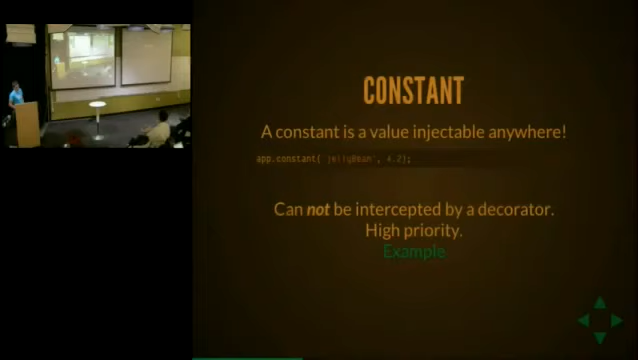 CONSTANT
A constant is a value injectable anywhere!
app.constant( 'jellyBean', 4.2);
Can not be intercepted by a decorator.
High priority.
Example